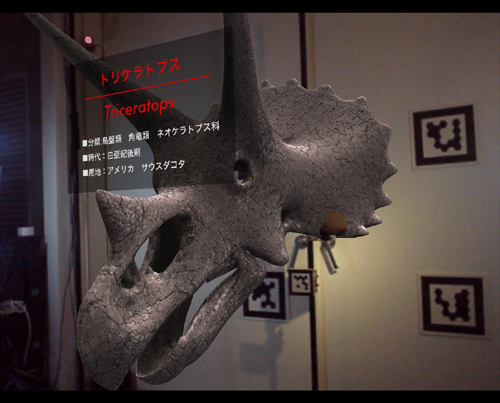 トリケラトプス
Triceratops
■分類:鳥盤類 角竜類 ネオケラトプス科
■時代:白亜紀後期
■産地:アメリカ サウスダコタ